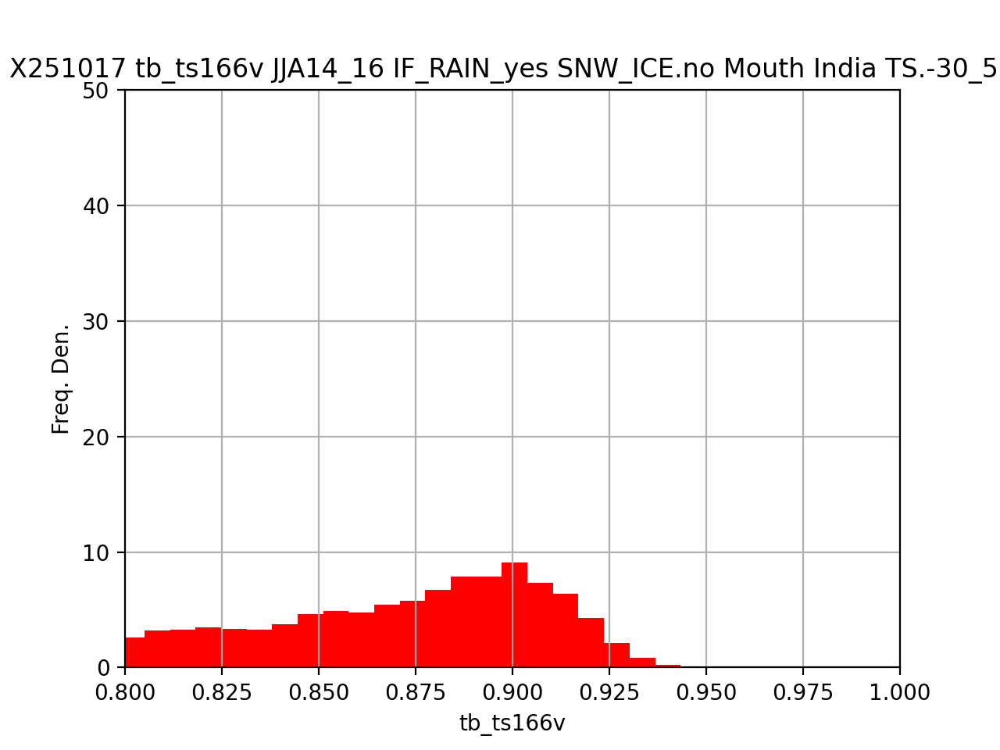 X251017 tb_ts166v JJA14_16 IF_RAIN_yes SNW_ICE.no Mouth India TS.-30_5
50
40
30
20
10
0
Freq. Den.
0.800 0.825 0.850 0.875 0.900 0.925 0.950 0.975 1.000
tb_ts166v